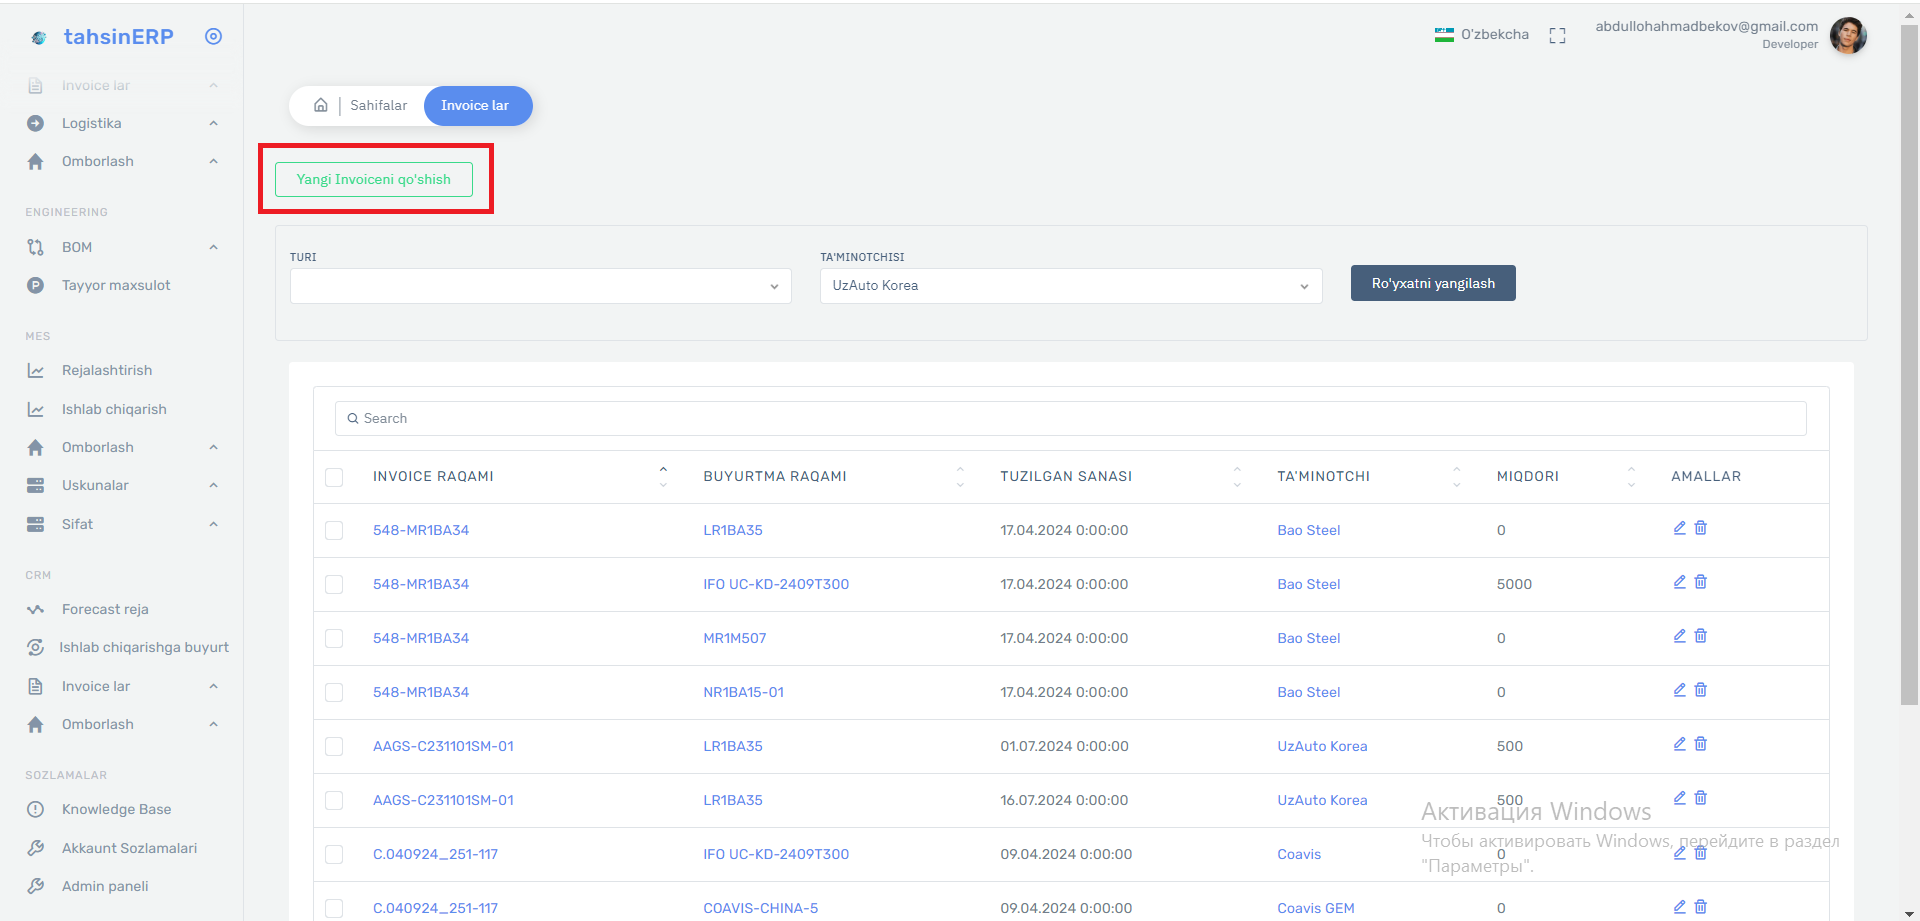 tahsinERP
O'zbekcha
abdullohahmadbekov@gmail.com
Developer
Invoice lar
Logistika
Omborlash
ENGINEERING
BOM
Tayyor maxsulot
MES
Rejalashtirish
Ishlab chiqarish
Omborlash
Uskunalar
Sifat
CRM
Forecast reja
Ishlab chiqarishga buyurt
Invoice lar
Omborlash
SOZLAMALAR
Knowledge Base
Akkaunt Sozlamalari
Admin paneli
Sahifalar Invoice lar
Yangi Invoiceni qo'shish
TURI TA'MINOTCHISI
UzAuto Korea Ro'yxatni yangilash
Search
INVOICE RAQAMI BUYURTMA RAQAMI TUZILGAN SANASI TA'MINOTCHI MIQDORI AMALLAR
548-MR1BA34 LR1BA35 17.04.2024 0:00:00 Bao Steel 0
548-MR1BA34 IFO UC-KD-2409T300 17.04.2024 0:00:00 Bao Steel 5000
548-MR1BA34 MR1M507 17.04.2024 0:00:00 Bao Steel 0
548-MR1BA34 NR1BA15-01 17.04.2024 0:00:00 Bao Steel 0
AAGS-C231101SM-01 LR1BA35 01.07.2024 0:00:00 UzAuto Korea 500
AAGS-C231101SM-01 LR1BA35 16.07.2024 0:00:00 UzAuto Korea 500
C.040924_251-117 IFO UC-KD-2409T300 09.04.2024 0:00:00 Coavis 0
C.040924_251-117 COAVIS-CHINA-5 09.04.2024 0:00:00 Coavis GEM 0
Активация Windows
Чтобы активировать Windows, перейдите в раздел
"Параметры".